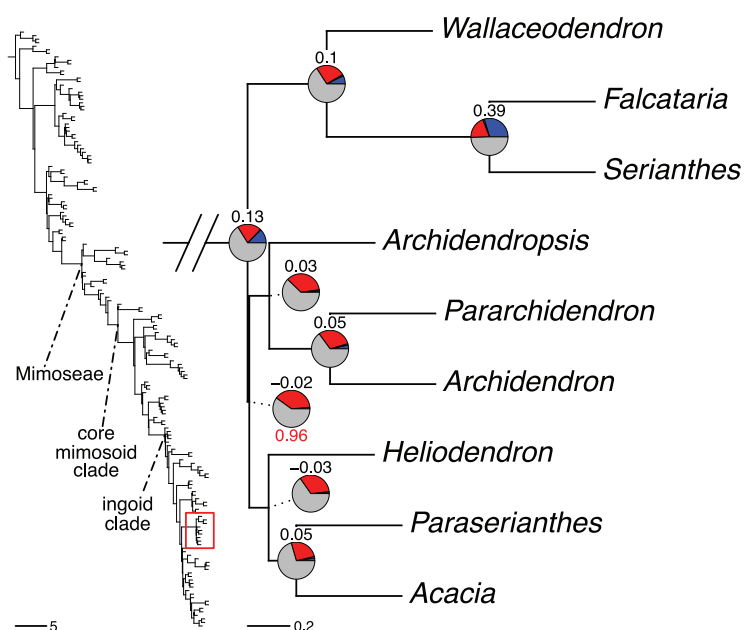 Wallaceodendron
0.1
Falcataria
0.39
Serianthes
0.13
Archidendropsis
0.03
Pararchidendron
0.05
Archidendron
−0.02
0.96
Heliodendron
−0.03
Paraserianthes
0.05
Acacia
Mimoseae
core
mimosoid
clade
ingoid
clade
5
0.2